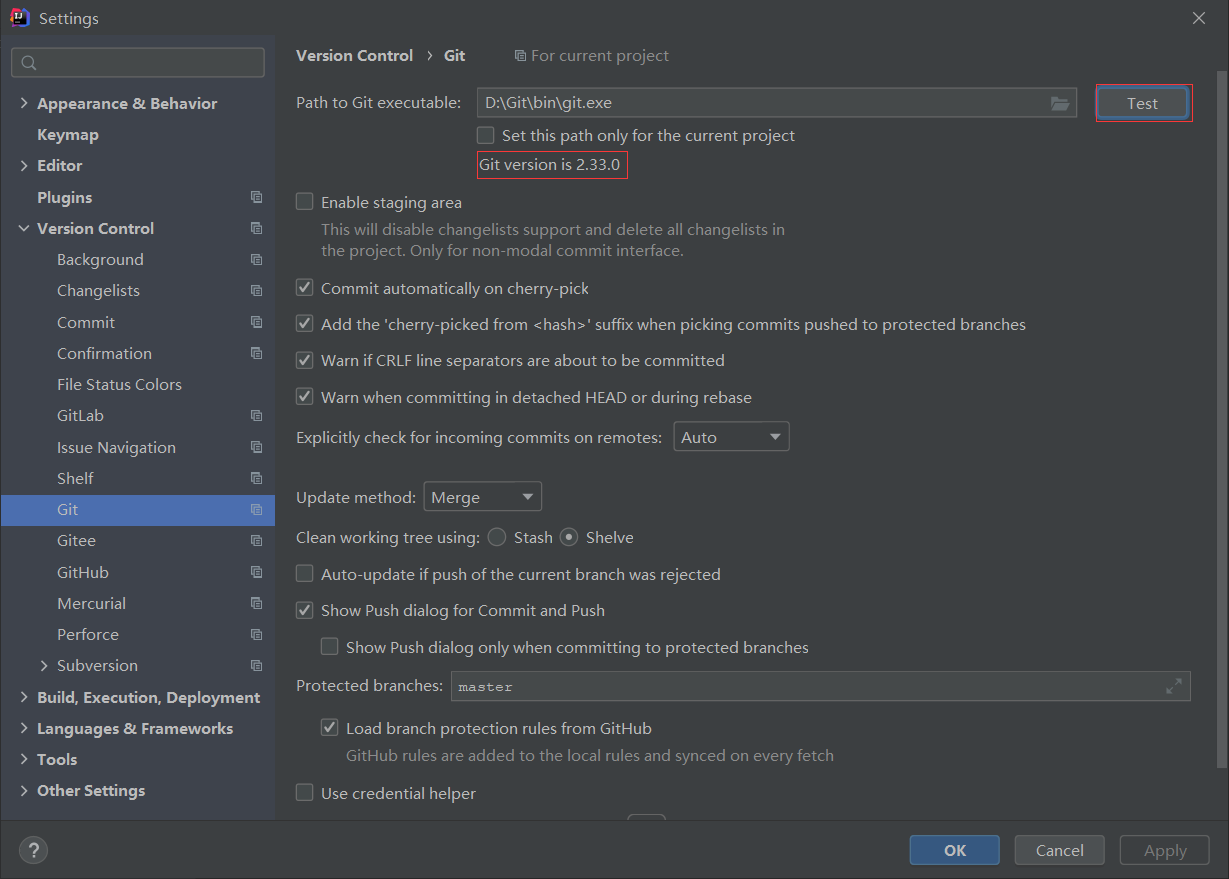 Settings
Appearance & Behavior
Keymap
Editor
Plugins
Version Control
Background
Changelists
Commit
Confirmation
File Status Colors
GitLab
Issue Navigation
Shelf
Git
Gitee
GitHub
Mercurial
Perforce
Subversion
Build, Execution, Deployment
Languages & Frameworks
Tools
Other Settings
Version Control › Git For current project
Path to Git executable: D:\Git\bin\git.exe Test
Set this path only for the current project
Git version is 2.33.0
Enable staging area
This will disable changelists support and delete all changelists in
the project. Only for non-modal commit interface.
Commit automatically on cherry-pick
Add the 'cherry-picked from <hash>' suffix when picking commits pushed to protected branches
Warn if CRLF line separators are about to be committed
Warn when committing in detached HEAD or during rebase
Explicitly check for incoming commits on remotes: Auto
Update method: Merge
Clean working tree using: Stash Shelve
Auto-update if push of the current branch was rejected
Show Push dialog for Commit and Push
Show Push dialog only when committing to protected branches
Protected branches: master
Load branch protection rules from GitHub
GitHub rules are added to the local rules and synced on every fetch
Use credential helper
? OK Cancel Apply